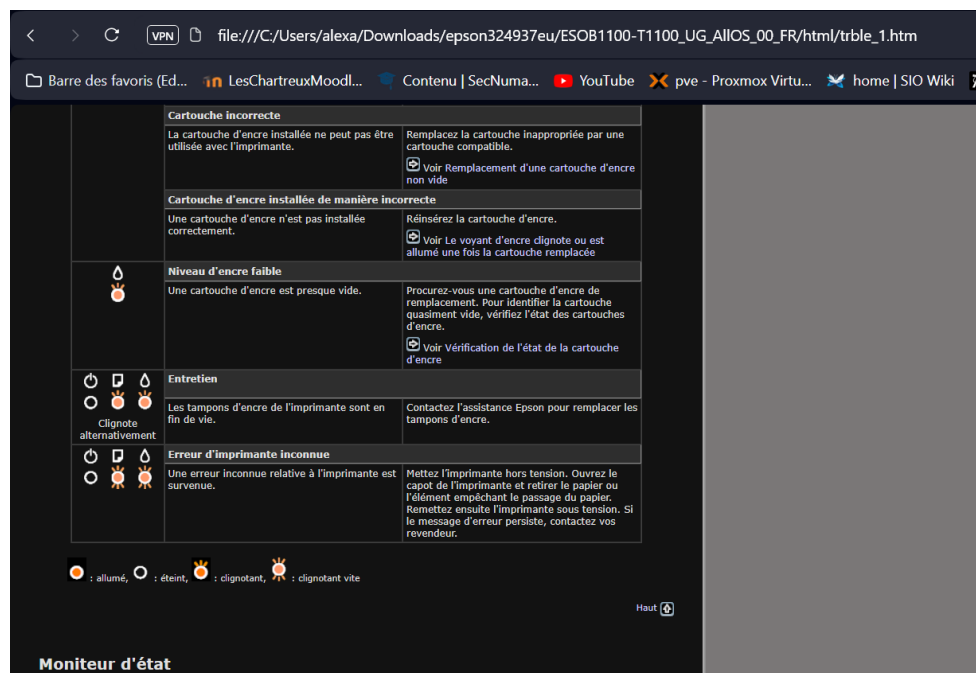 VPN file:///C:/Users/alexa/Downloads/epson324937eu/ESOB1100-T1100_UG_AllOS_00_FR/html/trble_1.htm
Barre des favoris (Ed... LesChartreuxMoodl... Contenu | SecNuma... YouTube pve - Proxmox Virtu... home | SIO Wiki
Cartouche incorrecte
La cartouche d'encre installée ne peut pas être
utilisée avec l'imprimante.
Remplacez la cartouche inappropriée par une
cartouche compatible.
Voir Remplacement d'une cartouche d'encre
non vide
Cartouche d'encre installée de manière incorrecte
Une cartouche d'encre n'est pas installée
correctement.
Réinsérez la cartouche d'encre.
Voir Le voyant d'encre clignote ou est
allumé une fois la cartouche remplacée
Niveau d'encre faible
Une cartouche d'encre est presque vide.
Procurez-vous une cartouche d'encre de
remplacement. Pour identifier la cartouche
quasiment vide, vérifiez l'état des cartouches
d'encre.
Voir Vérification de l'état de la cartouche
d'encre
Clignote
alternativement
Entretien
Les tampons d'encre de l'imprimante sont en
fin de vie.
Contactez l'assistance Epson pour remplacer les
tampons d'encre.
Erreur d'imprimante inconnue
Une erreur inconnue relative à l'imprimante est
survenue.
Mettez l'imprimante hors tension. Ouvrez le
capot de l'imprimante et retirer le papier ou
l'élément empêchant le passage du papier.
Remettez ensuite l'imprimante sous tension. Si
le message d'erreur persiste, contactez vos
revendeur.
: allumé, : éteint, : clignotant, : clignotant vite
Haut
Moniteur d'état